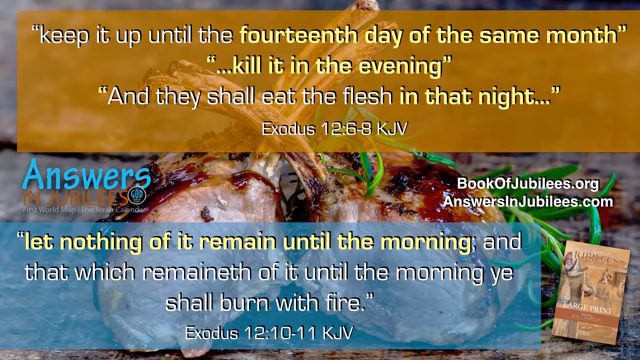 “keep it up until the fourteenth day of the same month”
“...kill it in the evening”
“And they shall eat the flesh in that night...”
Exodus 12:6-8 KJV
Answers
IN JUBILEES
First World Map | The Torah Calendar
BookOfJubilees.org
AnswersInJubilees.com
“let nothing of it remain until the morning; and
that which remaineth of it until the morning ye
shall burn with fire.”
Exodus 12:10-11 KJV
JUBILEES
LARGE PRINT